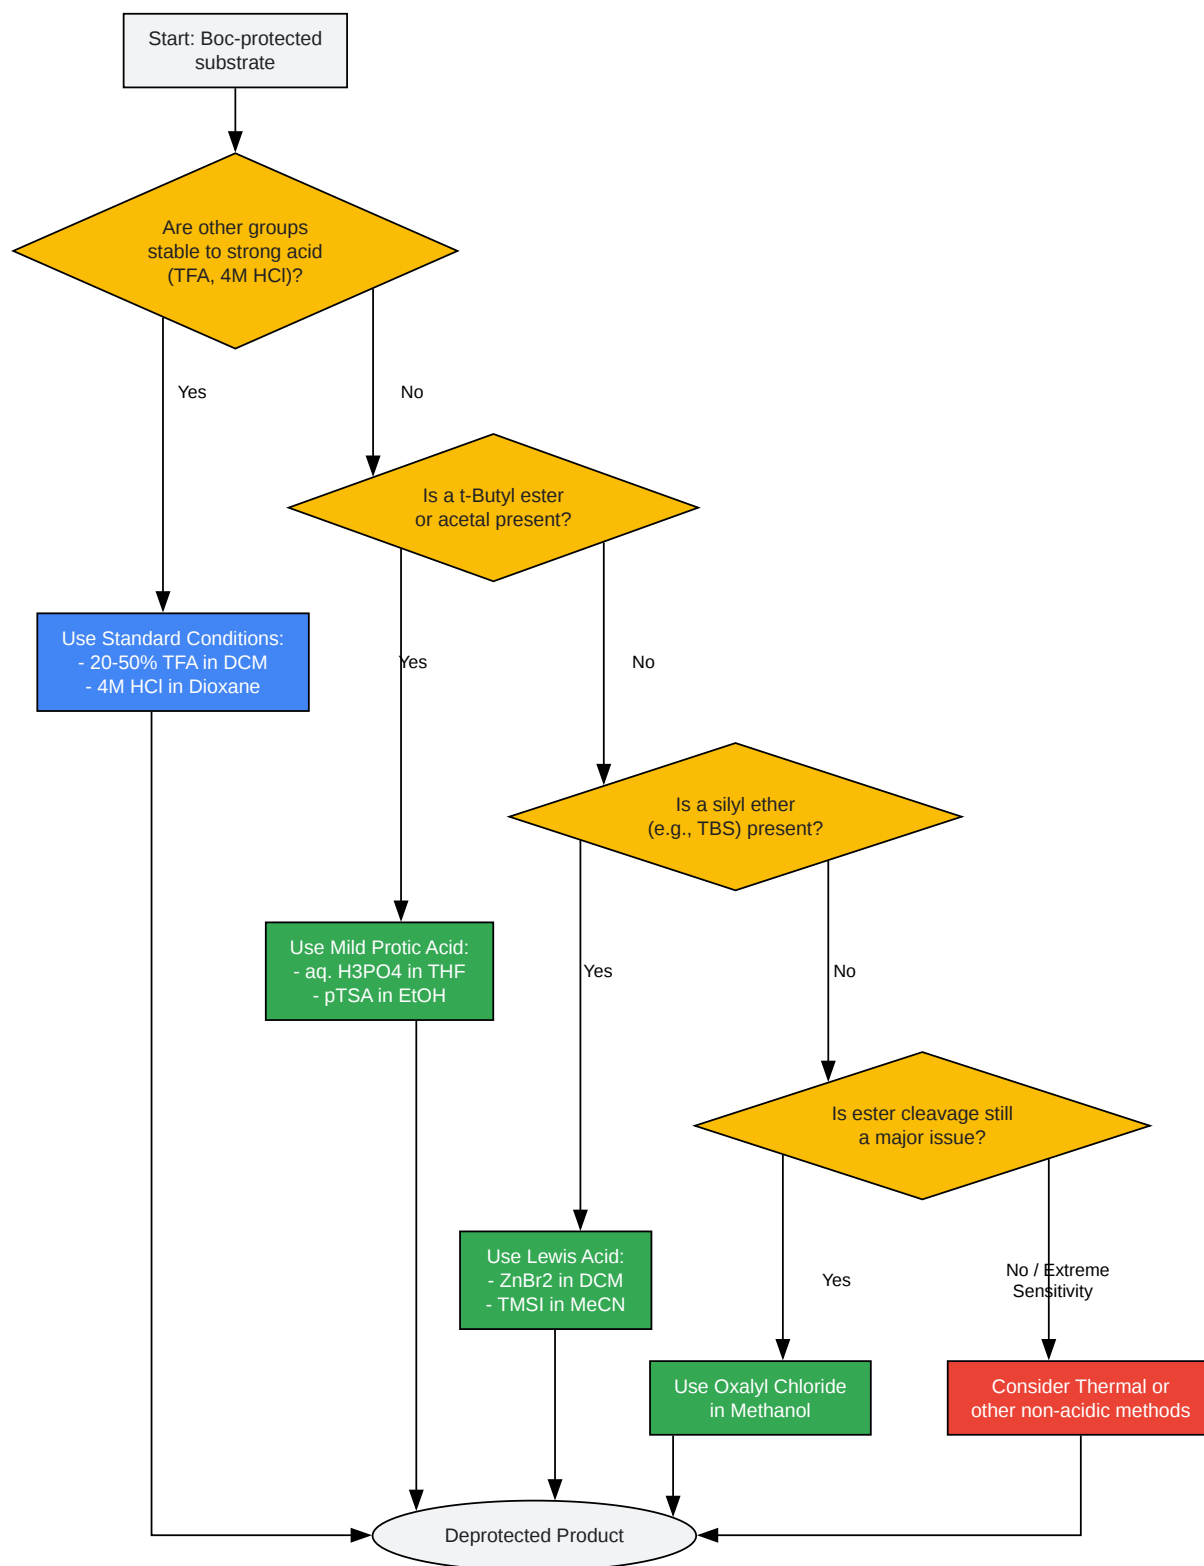 Start: Boc-protected
substrate
Are other groups
stable to strong acid
(TFA, 4M HCl)?
Yes
No
Is a t-Butyl ester
or acetal present?
Use Standard Conditions:
- 20-50% TFA in DCM
- 4M HCl in Dioxane
Yes
No
Is a silyl ether
(e.g., TBS) present?
Use Mild Protic Acid:
- aq. H3PO4 in THF
- pTSA in EtOH
Yes
No
Is ester cleavage still
a major issue?
Use Lewis Acid:
- ZnBr2 in DCM
- TMSI in MeCN
Yes
No / Extreme
Sensitivity
Use Oxalyl Chloride
in Methanol
Consider Thermal or
other non-acidic methods
Deprotected Product